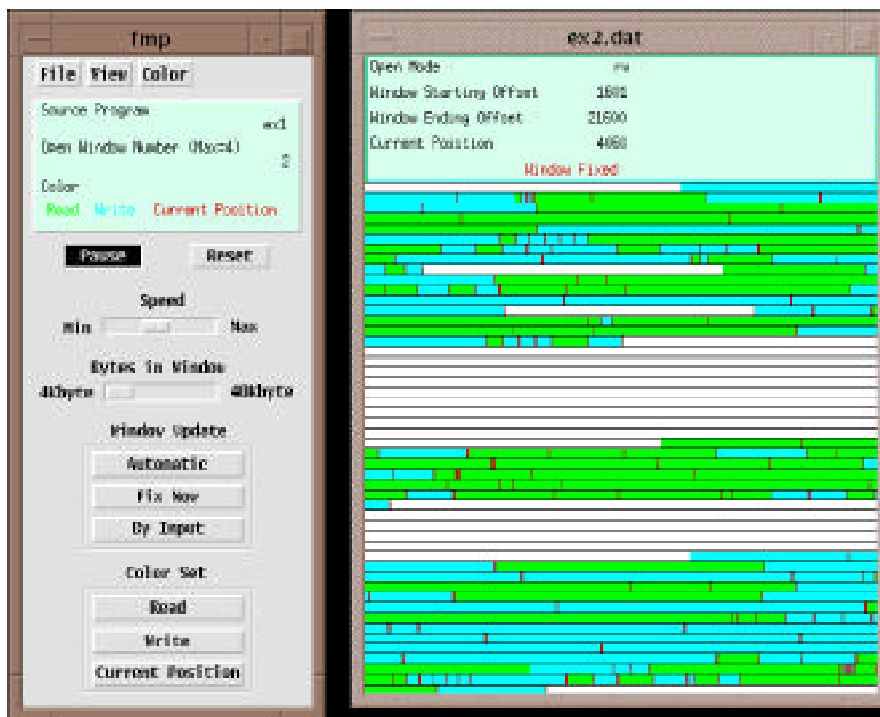 fmp
File View Color
Source Program
ex1
Open Window Number (Max=4)
2
Color
Read Write Current Position
Pause Reset
Speed
Min Max
Bytes in Window
4kbyte 40kbyte
Window Update
Automatic
Fix Now
By Input
Color Set
Read
Write
Current Position
ex2.dat
Open Mode rw
Window Starting Offset
Window Ending Offset 21600
Current Position
Window Fixed